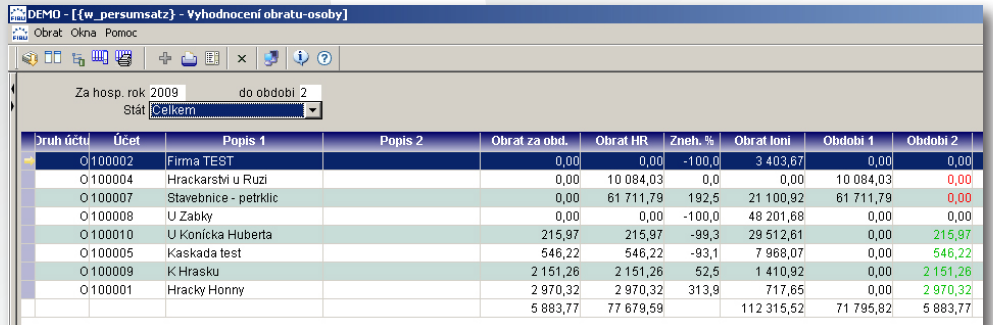 DEMO - [{w_persumsatz} - Vyhodnocení obratu-osoby]
Obrat Okna Pomoc
Za hosp. rok 2009 do obdobi 2
Stát Celkem
Druh účtu Účet Popis 1 Popis 2 Obrat za obd. Obrat HR Zneh. % Obrat loni Období 1 Období 2
O 100002 Firma TEST 0,00 0,00 -100,0 3 403,67 0,00 0,00
O 100004 Hrackarstvi u Ruzi 0,00 10 084,03 0,0 0,00 10 084,03 0,00
O 100007 Stavebnice - petrklic 0,00 61 711,79 192,5 21 100,92 61 711,79 0,00
O 100008 U Zabky 0,00 0,00 -100,0 48 201,68 0,00 0,00
O 100010 U Konícka Huberta 215,97 215,97 -99,3 29 512,61 0,00 215,97
O 100005 Kaskada test 546,22 546,22 -93,1 7 968,07 0,00 546,22
O 100009 K Hrasku 2 151,26 2 151,26 52,5 1 410,92 0,00 2 151,26
O 100001 Hracky Honny 2 970,32 2 970,32 313,9 717,65 0,00 2 970,32
5 883,77 77 679,59 112 315,52 71 795,82 5 883,77